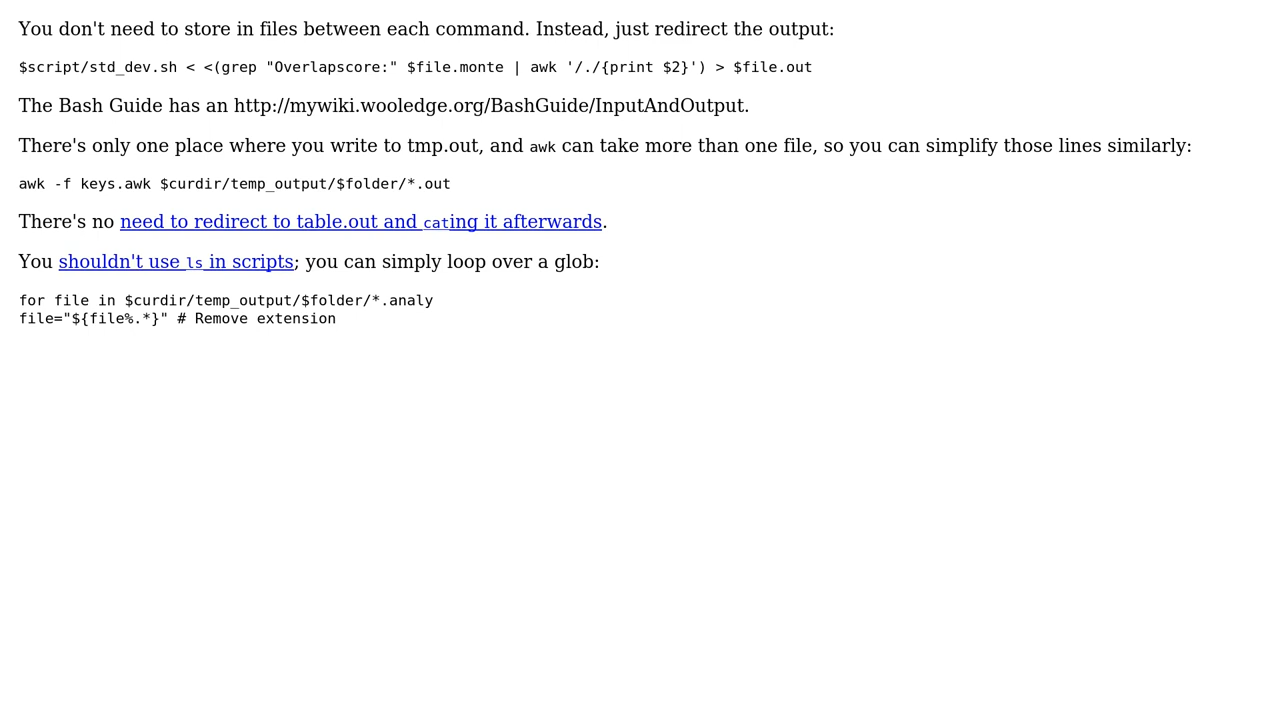 You don't need to store in files between each command. Instead, just redirect the output:
$script/std_dev.sh < <(grep "Overlapscore:" $file.monte | awk '/./{print $2}') > $file.out
The Bash Guide has an http://mywiki.wooledge.org/BashGuide/InputAndOutput.
There's only one place where you write to tmp.out, and awk can take more than one file, so you can simplify those lines similarly:
awk -f keys.awk $curdir/temp_output/$folder/*.out
There's no need to redirect to table.out and cating it afterwards.
You shouldn't use ls in scripts; you can simply loop over a glob:
for file in $curdir/temp_output/$folder/*.analy
file="${file%.*}" # Remove extension